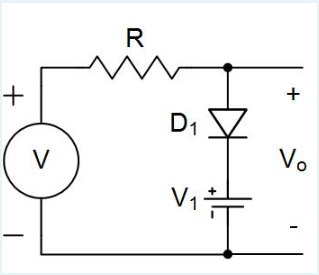 R
+
D1
+
V
Vo
V1
+
-
-
–